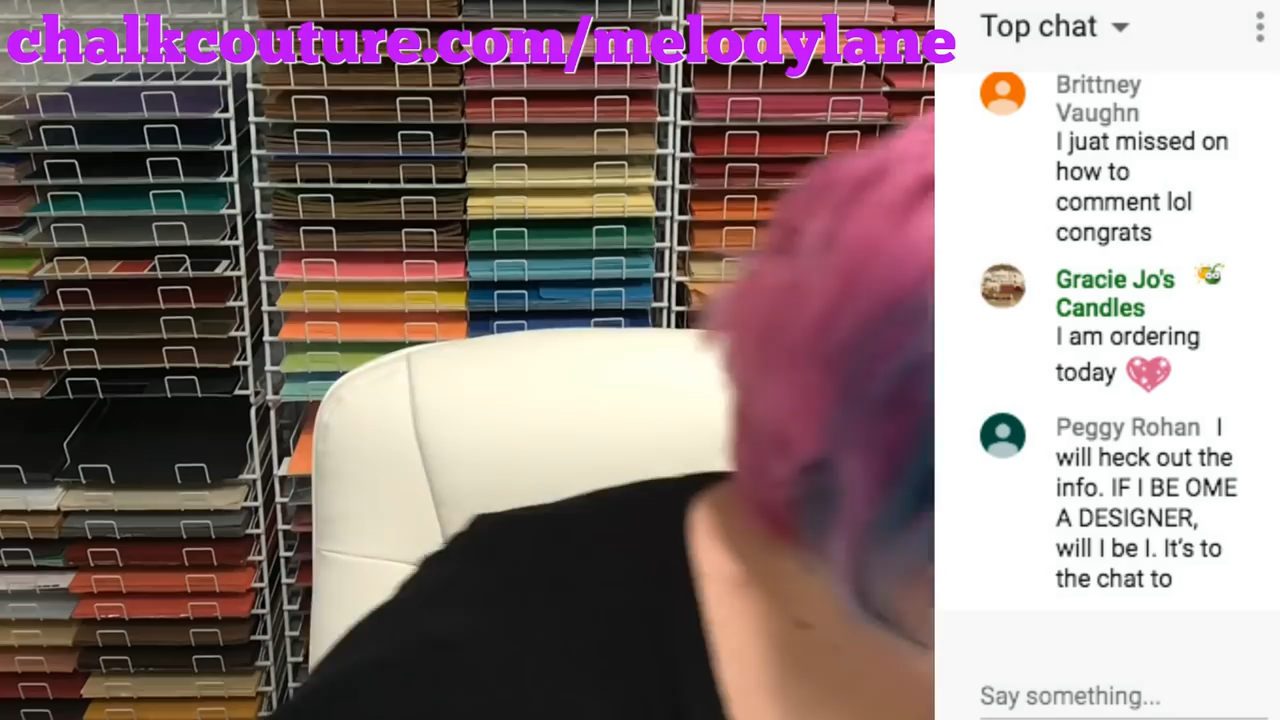 chalkcouture.com/melodylane
Top chat
Brittney
Vaughn
I juat missed on
how to
comment lol
congrats
Gracie Jo's
Candles
I am ordering
today
Peggy Rohan I
will heck out the
info. IF I BE OME
A DESIGNER,
will I be I. It's to
the chat to
Say something...